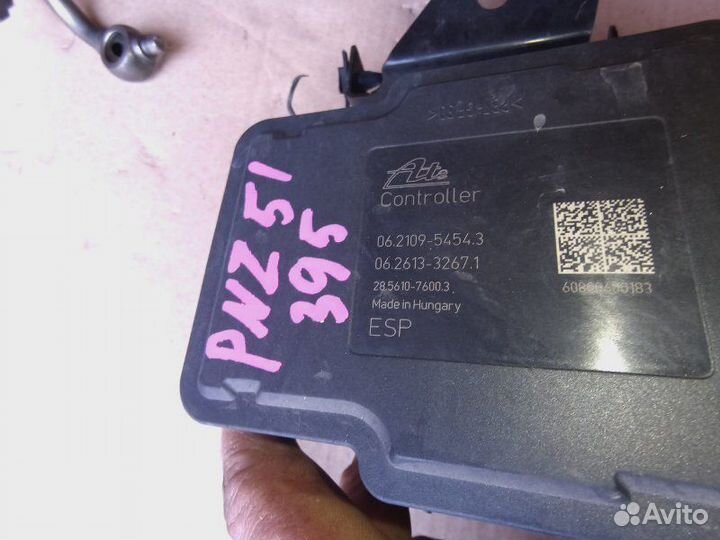 Ate
Controller
06.2109-5454.3
06.2613-3267.1
28.5610-7600.3
Made in Hungary
ESP
PNZ 51
395
Avito